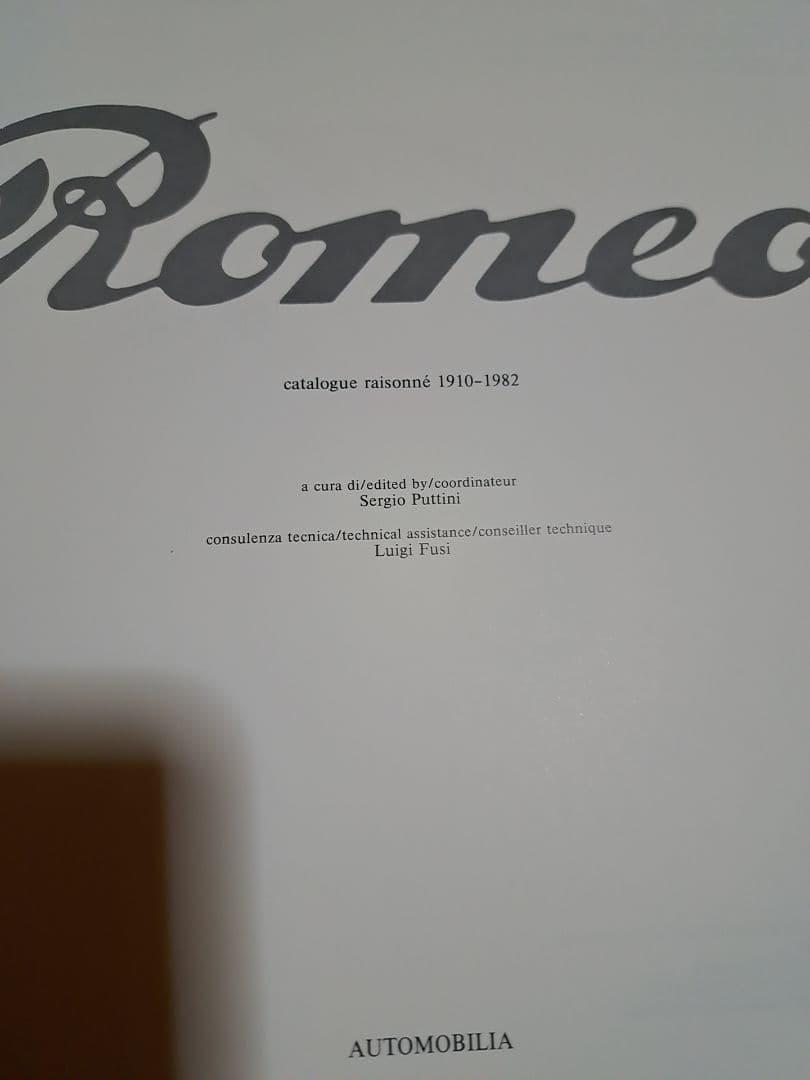 Romeo
catalogue raisonné 1910-1982
a cura di/edited by/coordinateur
Sergio Puttini
consulenza tecnica/technical assistance/conseiller technique
Luigi Fusi
AUTOMOBILIA